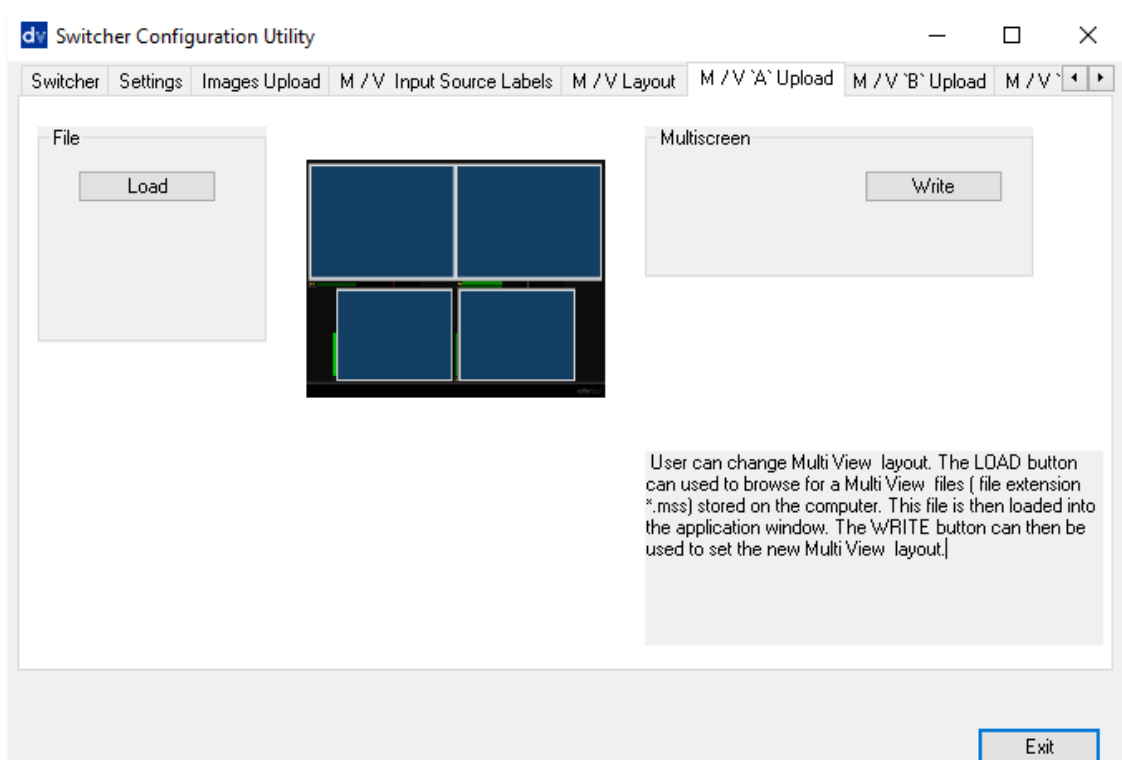 dv Switcher Configuration Utility
Switcher Settings Images Upload M / V Input Source Labels M / V Layout M / V `A` Upload M / V `B` Upload M / V `
File
Load
Multiscreen
Write
User can change Multi View layout. The LOAD button
can used to browse for a Multi View files ( file extension
*.mss) stored on the computer. This file is then loaded into
the application window. The WRITE button can then be
used to set the new Multi View layout.
Exit